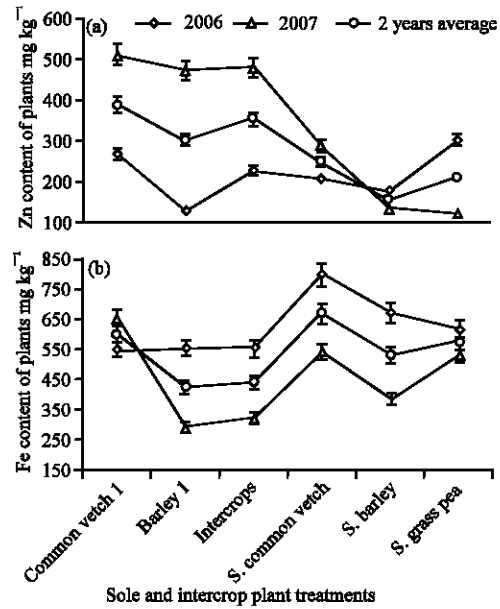 (a)
2006
2007
2 years average
Zn content of plants mg kg⁻¹
600
500
400
300
200
100
(b)
Fe content of plants mg kg⁻¹
850
750
650
550
450
350
250
150
Common vetch 1
Barley 1
Intercrops
S. common vetch
S. barley
S. grass pea
Sole and intercrop plant treatments